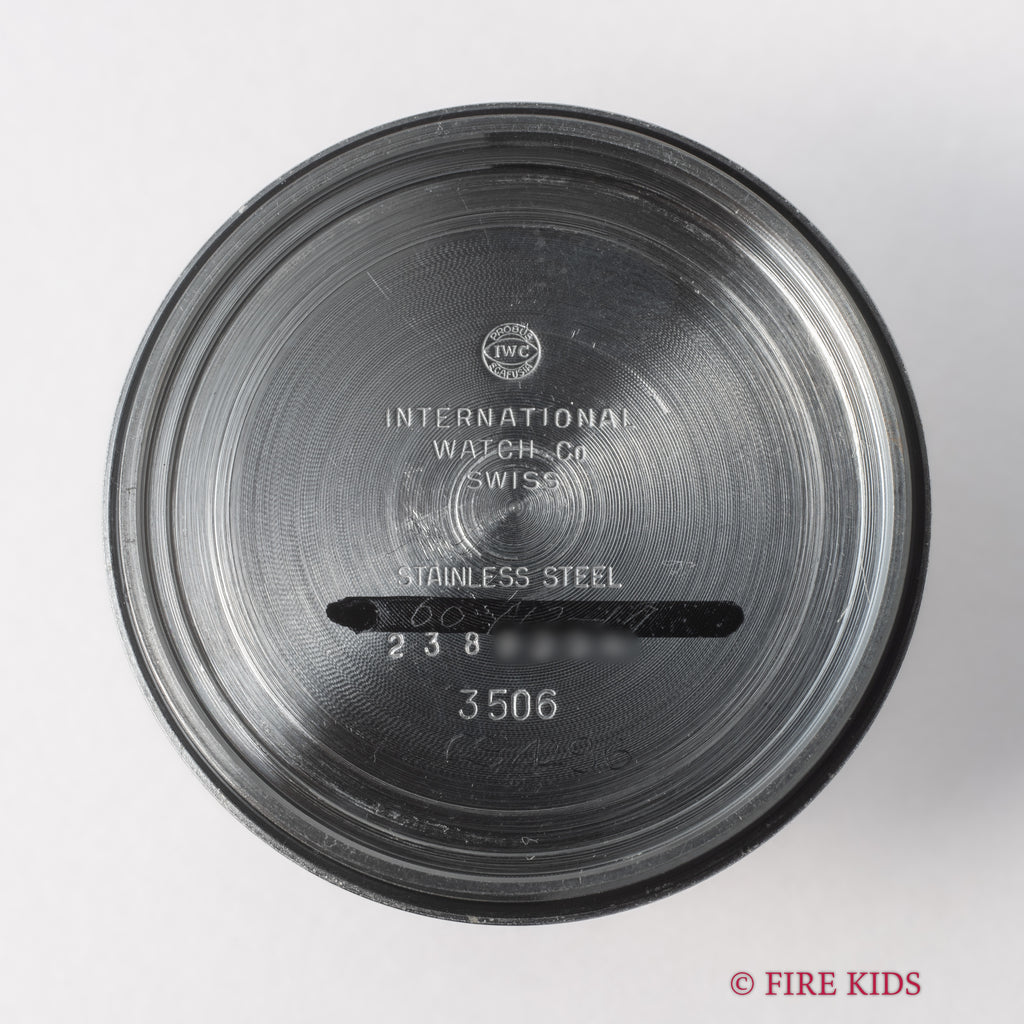 PROBUS
IWC
SCAFUSIA
INTERNATIONAL
WATCH Co
SWISS
STAINLESS STEEL
238
3506
© FIRE KIDS